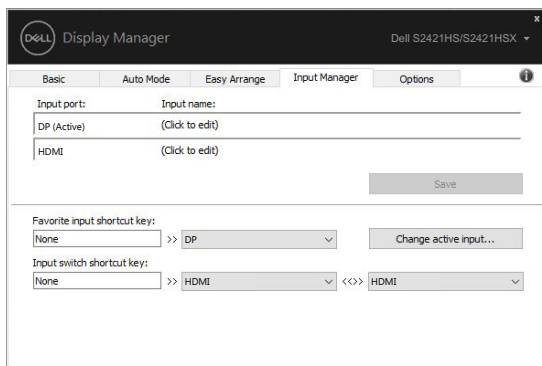 x
DELL Display Manager Dell S2421HS/S2421HSX
Basic Auto Mode Easy Arrange Input Manager Options i
Input port: Input name:
DP (Active) (Click to edit)
HDMI (Click to edit)
Save
Favorite input shortcut key:
None >> DP Change active input...
Input switch shortcut key:
None >> HDMI <<>> HDMI